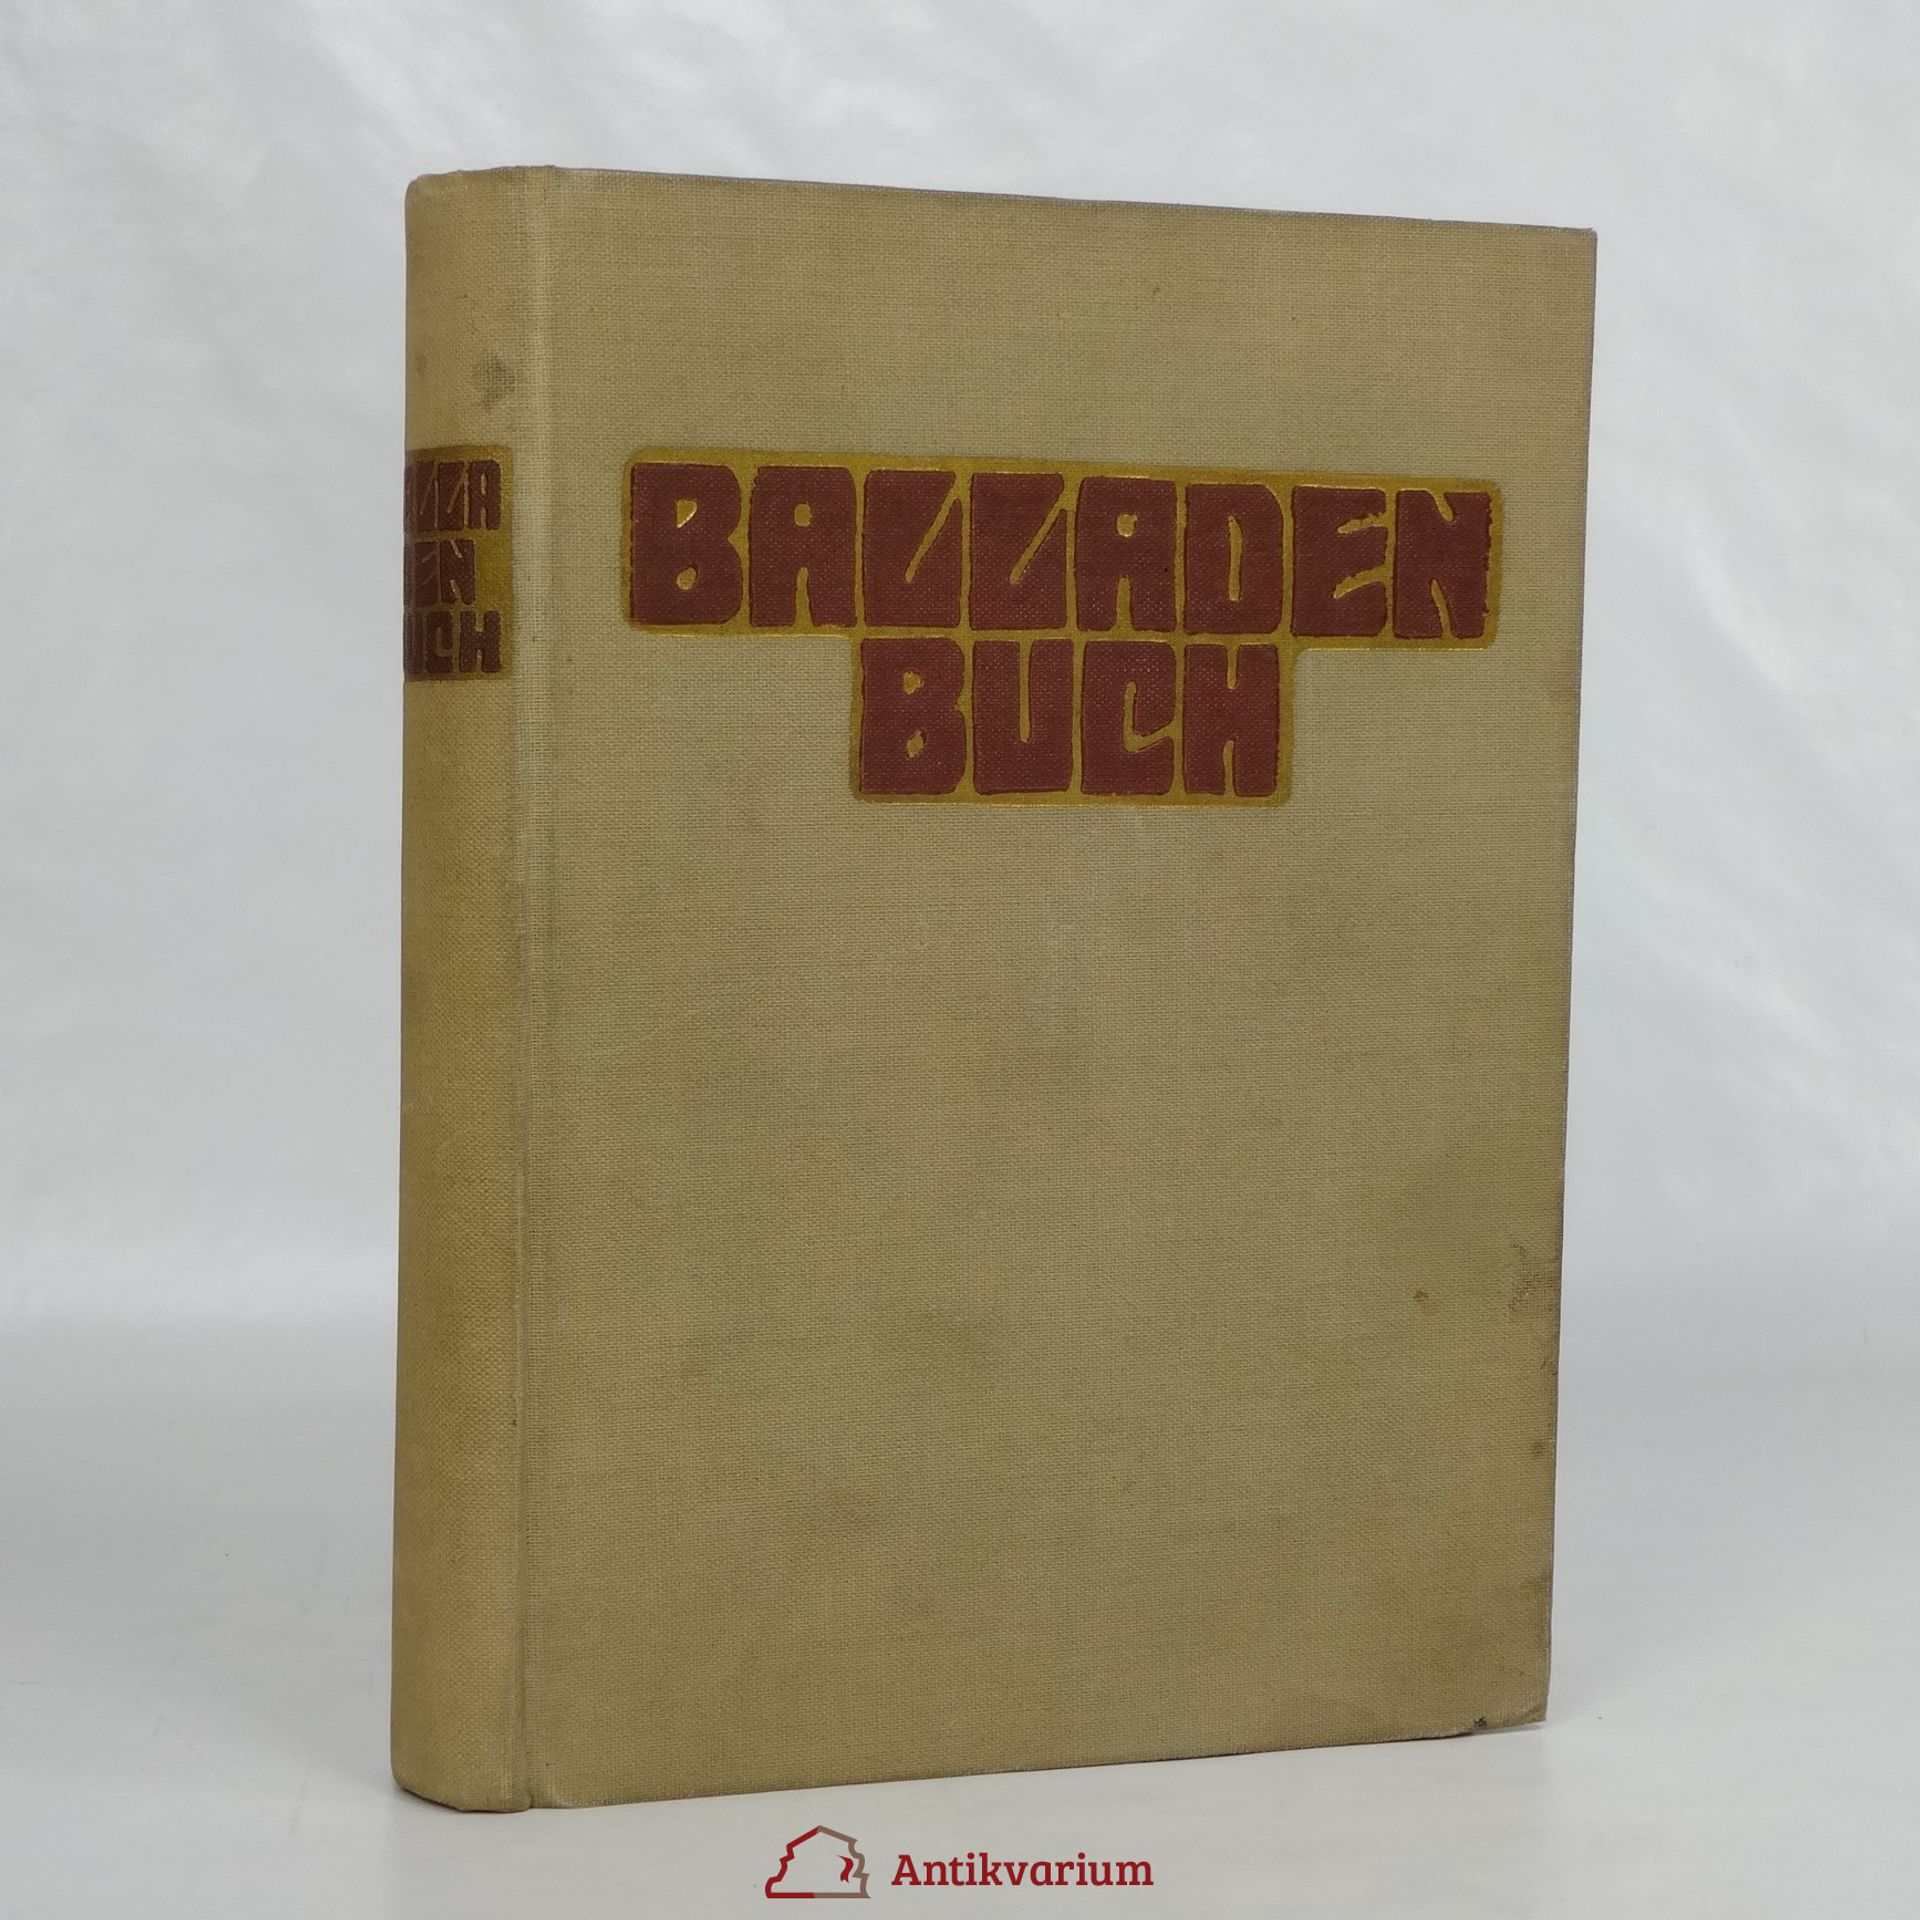 BALLA
DEN
BUCH
BALLADEN
BUCH
Antikvarium